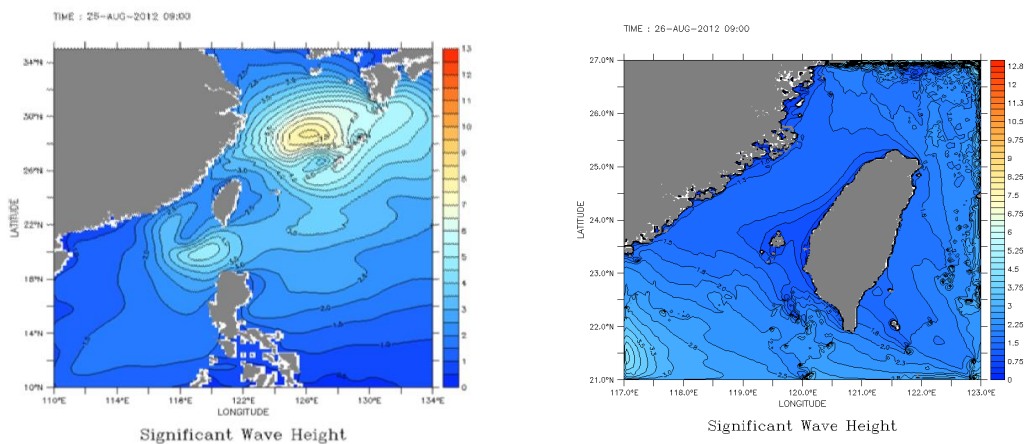 TIME : 25-AUG-2012 09:00
34°N
30°N
26°N
22°N
18°N
14°N
10°N
LATITUDE
110°E 114°E 118°E 122°E 126°E 130°E 134°E
LONGITUDE
13
12
11
10
9
8
7
6
5
4
3
2
1
0
Significant Wave Height
TIME : 26-AUG-2012 09:00
27.0°N
26.0°N
25.0°N
24.0°N
23.0°N
22.0°N
21.0°N
LATITUDE
117.0°E 118.0°E 119.0°E 120.0°E 121.0°E 122.0°E 123.0°E
LONGITUDE
12.8
12
11.3
10.5
9.75
9
8.25
7.5
6.75
6
5.25
4.5
3.75
3
2.25
1.5
0.75
0
Significant Wave Height